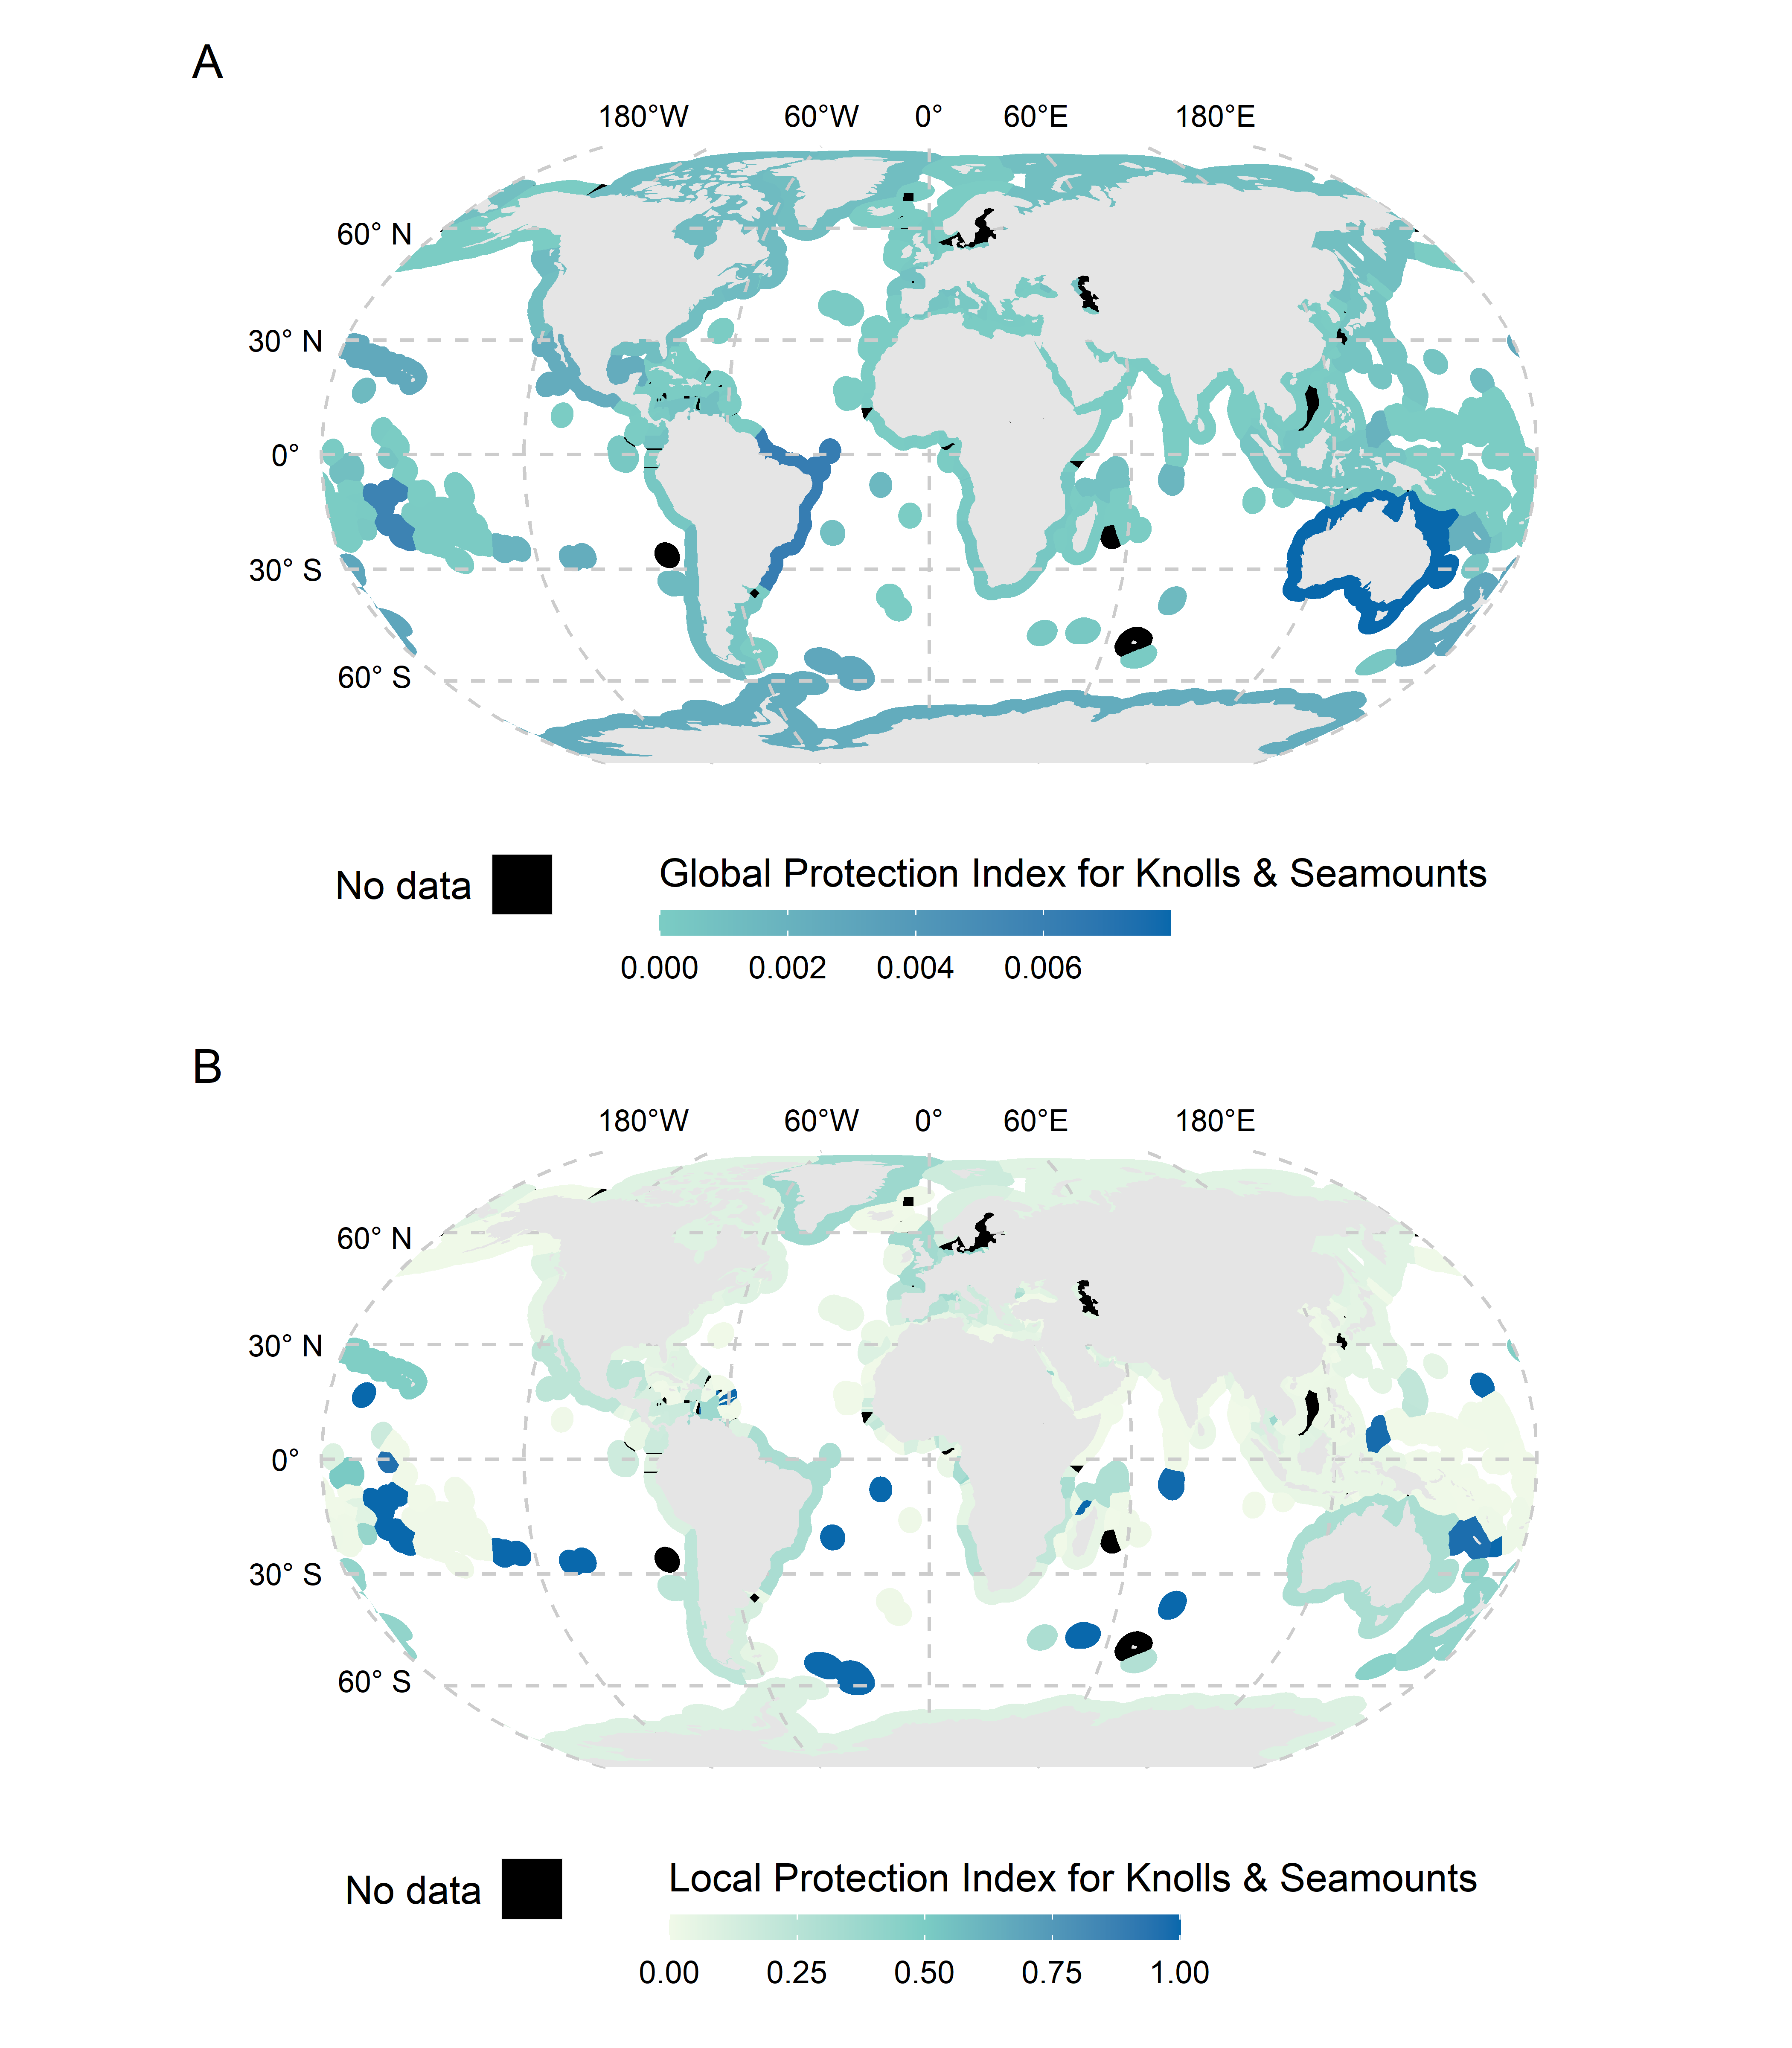 A
180°W 60°W 0° 60°E 180°E
60° N
30° N
0°
30° S
60° S
No data
Global Protection Index for Knolls & Seamounts
0.000 0.002 0.004 0.006
B
180°W 60°W 0° 60°E 180°E
60° N
30° N
0°
30° S
60° S
No data
Local Protection Index for Knolls & Seamounts
0.00 0.25 0.50 0.75 1.00